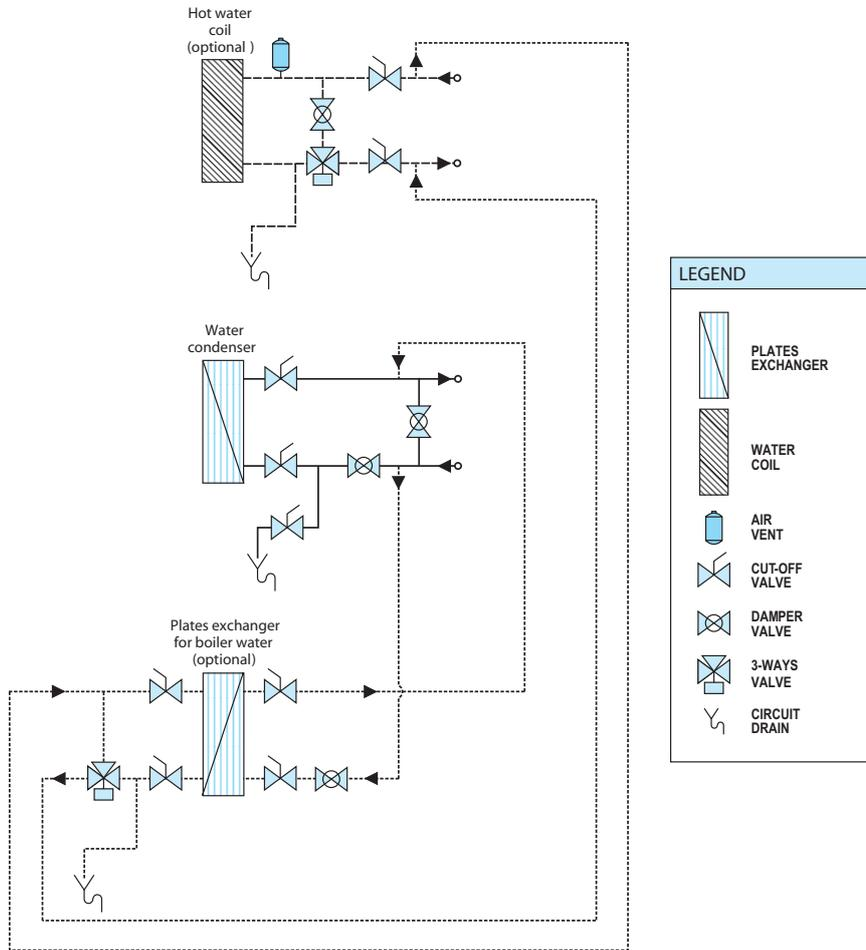 Hot water
coil
(optional )
Water
condenser
Plates exchanger
for boiler water
(optional)
LEGEND
PLATES
EXCHANGER
WATER
COIL
AIR
VENT
CUT-OFF
VALVE
DAMPER
VALVE
3-WAYS
VALVE
CIRCUIT
DRAIN